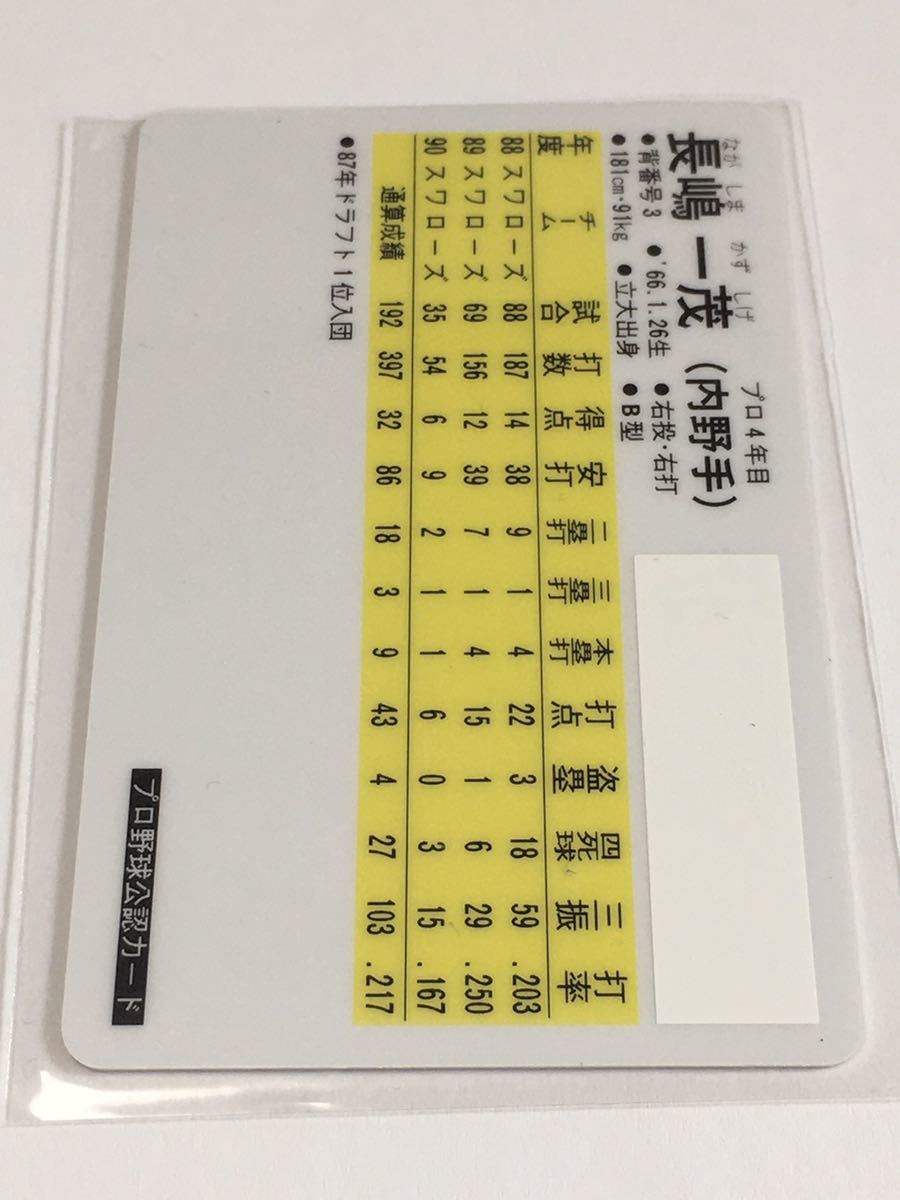 プロ4年目
ながしま かずしげ
長嶋 一茂(内野手)
●背番号3 ●'66.1.26生 ●右投・右打
●181cm・91kg ●立大出身 ●B型
年度 チーム 試合 打数 得点 安打 二塁打 三塁打 本塁打 打点 盗塁 四死球 三振 打率
88 スワローズ 88 187 14 38 9 1 4 22 3 18 59 .203
89 スワローズ 69 156 12 39 7 1 4 15 1 6 29 .250
90 スワローズ 35 54 6 9 2 1 1 6 0 3 15 .167
通算成績 192 397 32 86 18 3 9 43 4 27 103 .217
●87年ドラフト1位入団
プロ野球公認カード